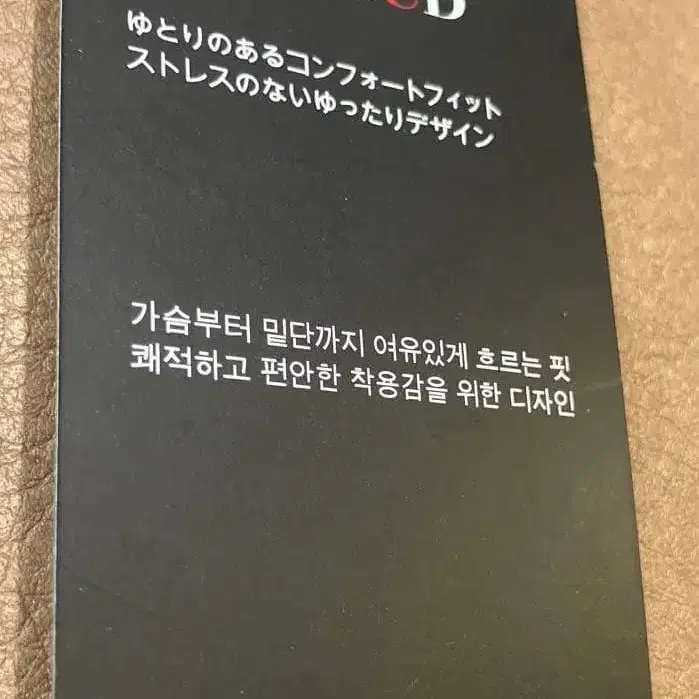 ゆとりのあるコンフォートフィット
ストレスのないゆったりデザイン
가슴부터 밑단까지 여유있게 흐르는 핏
쾌적하고 편안한 착용감을 위한 디자인